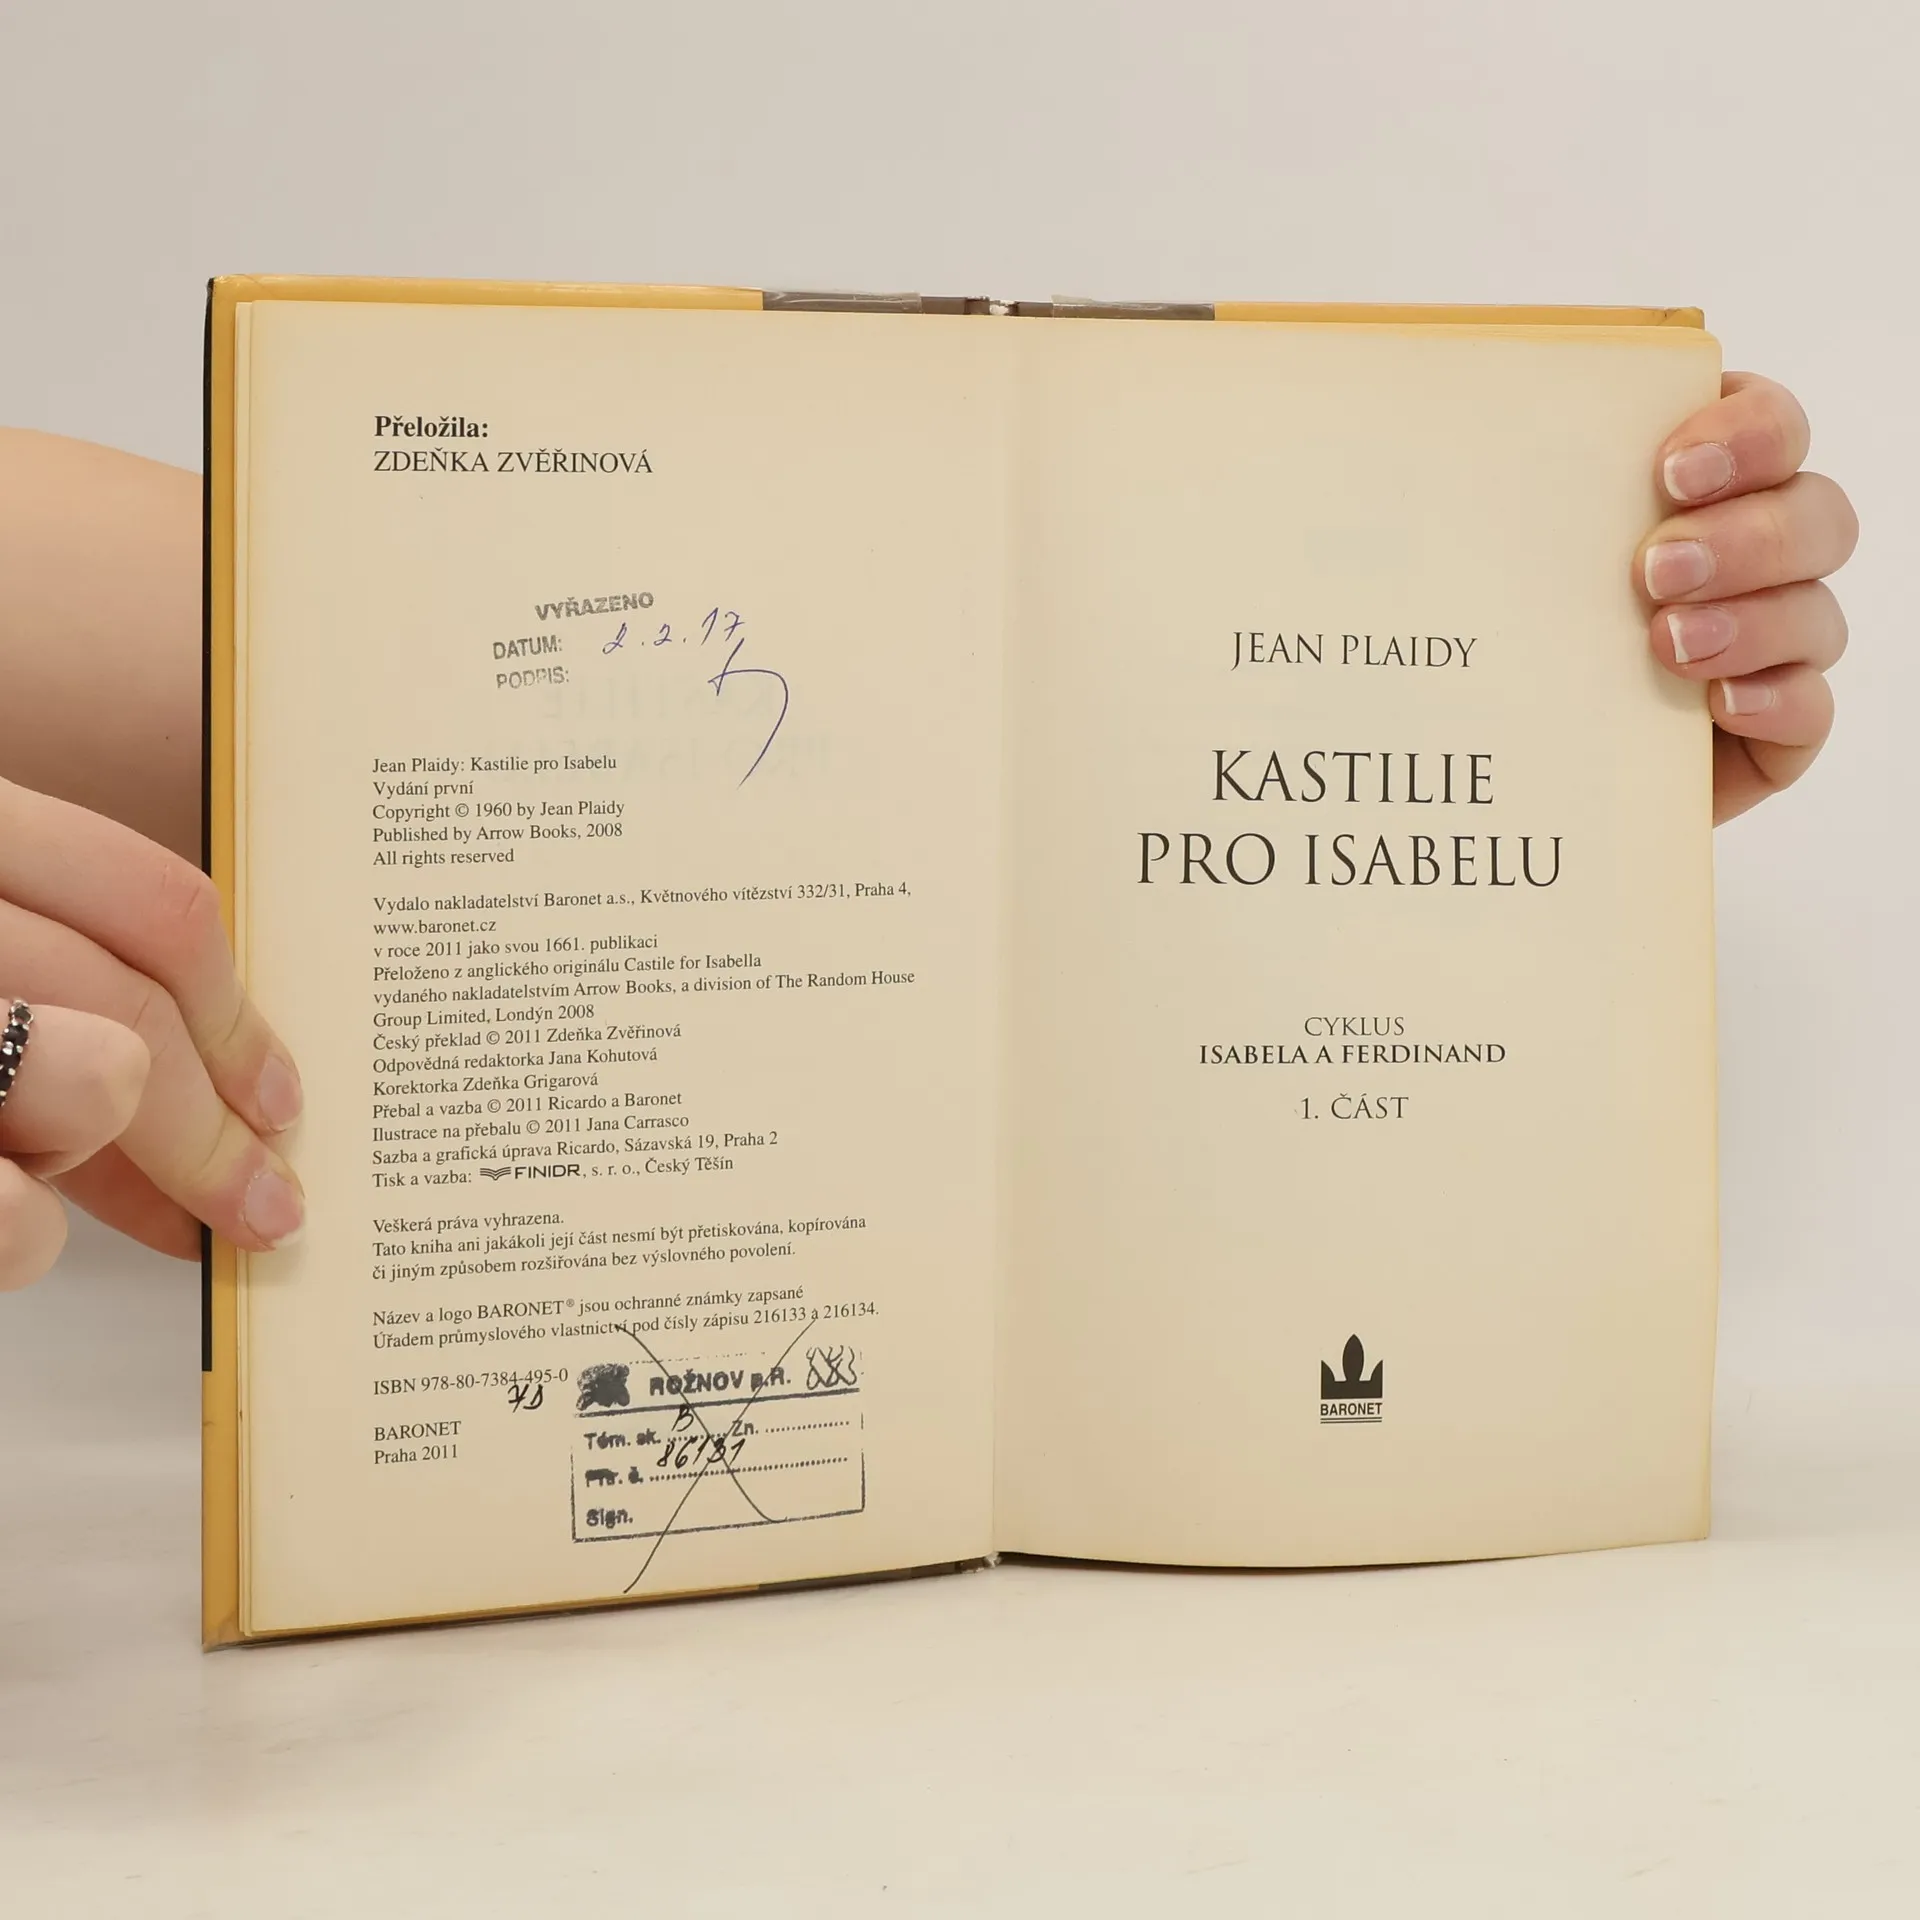 Přeložila:
ZDEŇKA ZVĚŘINOVÁ
VYŘAZENO
DATUM: 2.2.17
PODPIS:
Jean Plaidy: Kastilie pro Isabelu
Vydání první
Copyright © 1960 by Jean Plaidy
Published by Arrow Books, 2008
All rights reserved
Vydalo nakladatelství Baronet a.s., Květnového vítězství 332/31, Praha 4,
www.baronet.cz
v roce 2011 jako svou 1661. publikaci
Přeloženo z anglického originálu Castile for Isabella
vydaného nakladatelstvím Arrow Books, a division of The Random House
Group Limited, Londýn 2008
Český překlad © 2011 Zdeňka Zvěřinová
Odpovědná redaktorka Jana Kohutová
Korektorka Zdeňka Grigarová
Přebal a vazba © 2011 Ricardo a Baronet
Ilustrace na přebalu © 2011 Jana Carrasco
Sazba a grafická úprava Ricardo, Sázavská 19, Praha 2
Tisk a vazba: FINIDR, s. r. o., Český Těšín
Veškerá práva vyhrazena.
Tato kniha ani jakákoli její část nesmí být přetiskována, kopírována
či jiným způsobem rozšiřována bez výslovného povolení.
Název a logo BARONET® jsou ochranné známky zapsané
Úřadem průmyslového vlastnictví pod čísly zápisu 216133 a 216134.
ISBN 978-80-7384-495-0
BARONET
Praha 2011
ROŽNOV p.R.
Tém. sk. B Zn.
Přír. č. 86131
Sign.
JEAN PLAIDY
KASTILIE
PRO ISABELU
CYKLUS
ISABELA A FERDINAND
1. ČÁST
BARONET